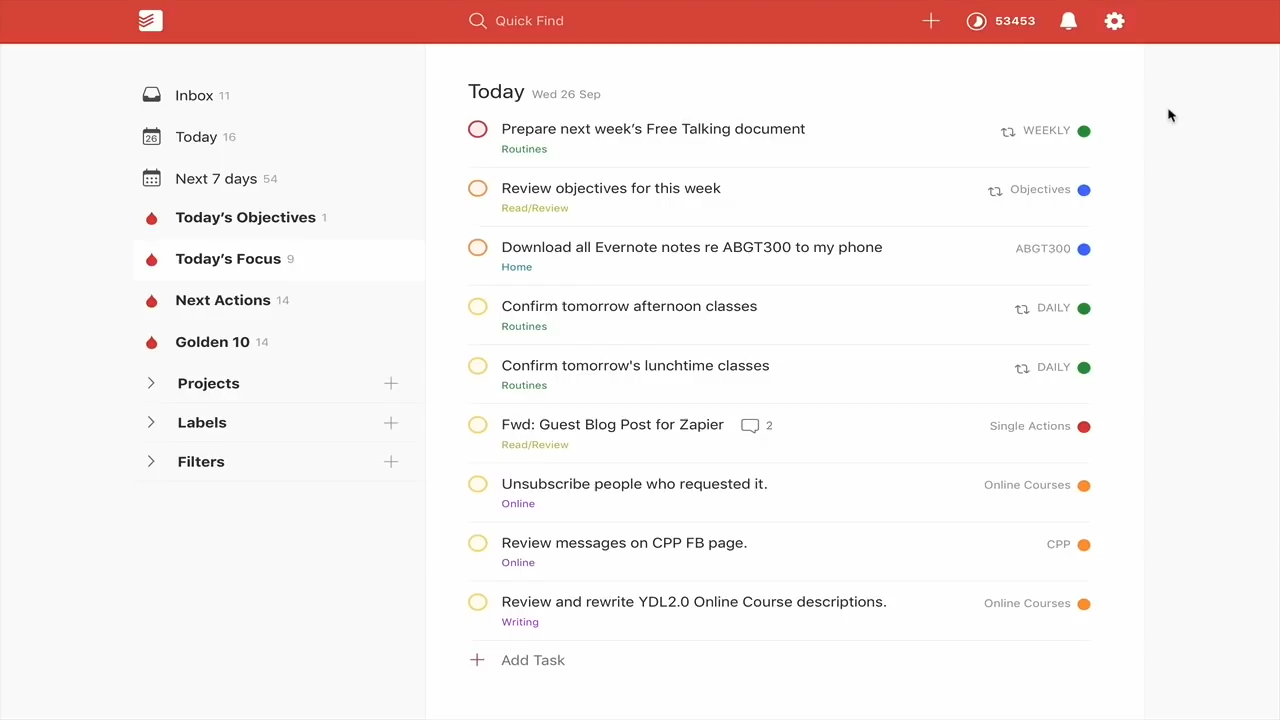 Quick Find
53453
Inbox 11
26 Today 16
Next 7 days 54
Today's Objectives 1
Today's Focus 9
Next Actions 14
Golden 10 14
Projects
Labels
Filters
Today Wed 26 Sep
Prepare next week's Free Talking document WEEKLY
Routines
Review objectives for this week Objectives
Read/Review
Download all Evernote notes re ABGT300 to my phone ABGT300
Home
Confirm tomorrow afternoon classes DAILY
Routines
Confirm tomorrow's lunchtime classes DAILY
Routines
Fwd: Guest Blog Post for Zapier 2 Single Actions
Read/Review
Unsubscribe people who requested it. Online Courses
Online
Review messages on CPP FB page. CPP
Online
Review and rewrite YDL2.0 Online Course descriptions. Online Courses
Writing
Add Task